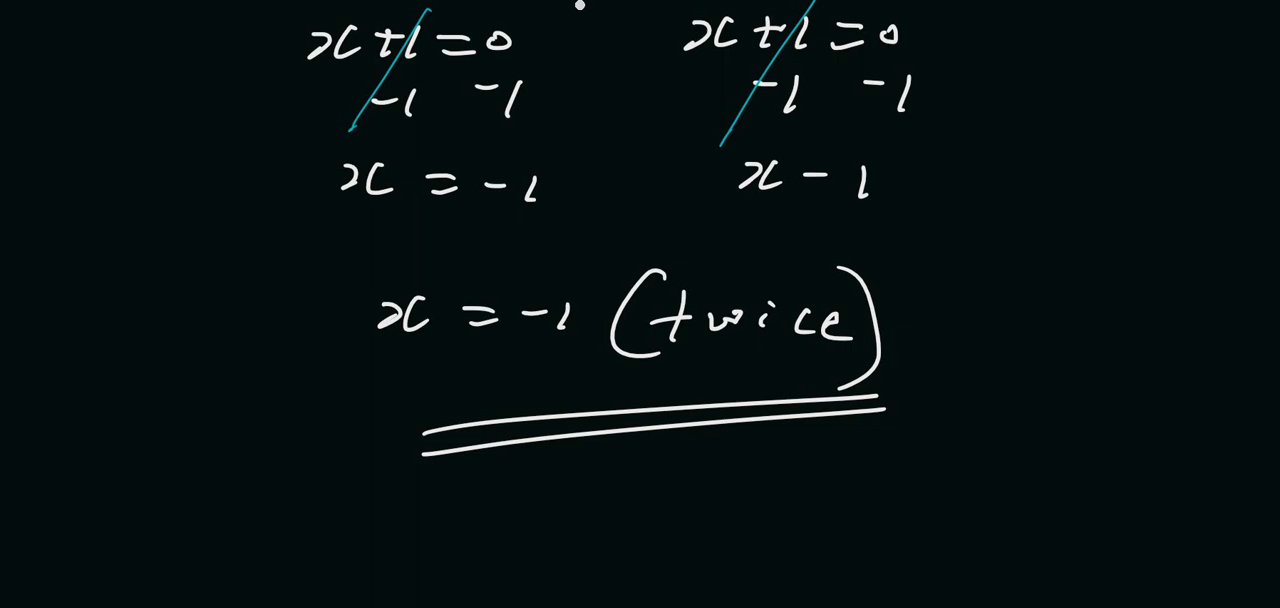 x + 1 = 0 x + 1 = 0
-1 -1 -1 -1
x = -1 x - 1
x = -1 (twice)